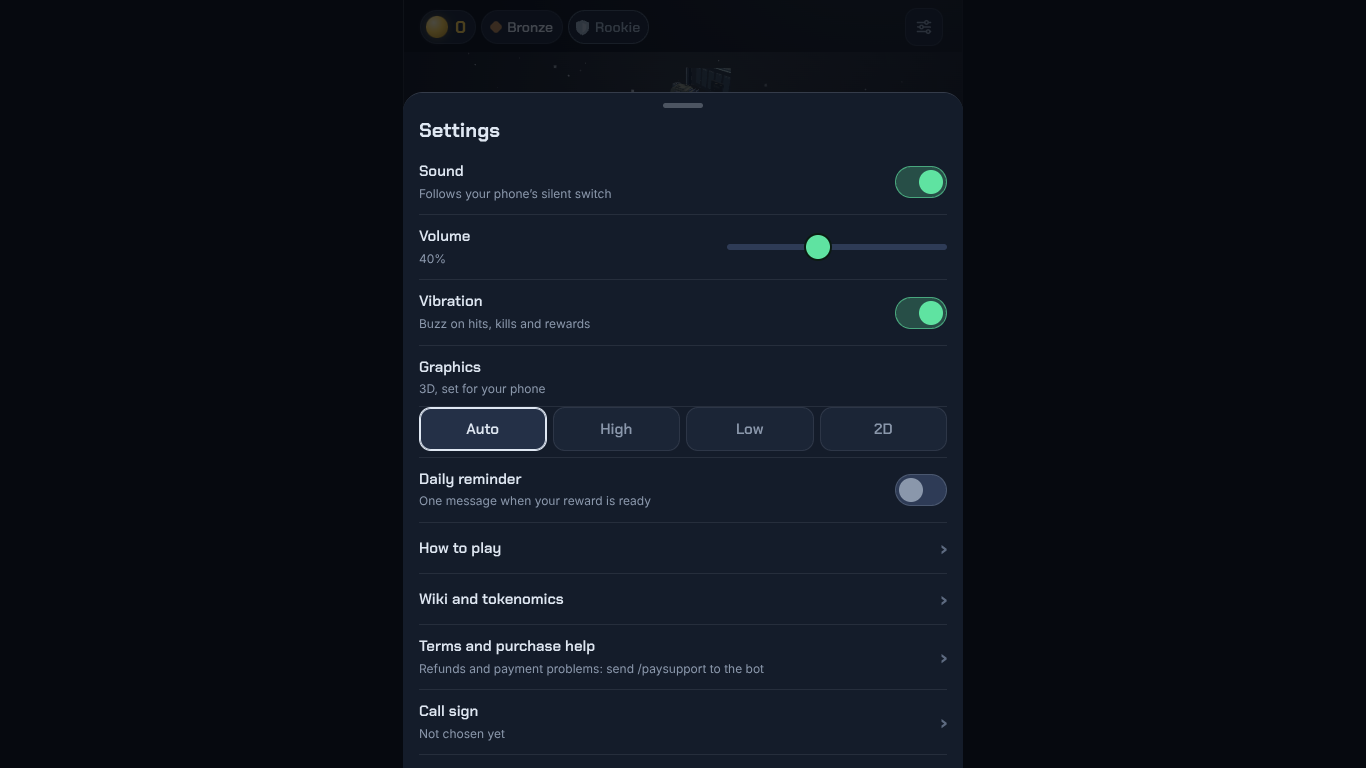 0 Bronze Rookie
Settings
Sound
Follows your phone’s silent switch
Volume
40%
Vibration
Buzz on hits, kills and rewards
Graphics
3D, set for your phone
Auto High Low 2D
Daily reminder
One message when your reward is ready
How to play
Wiki and tokenomics
Terms and purchase help
Refunds and payment problems: send /paysupport to the bot
Call sign
Not chosen yet